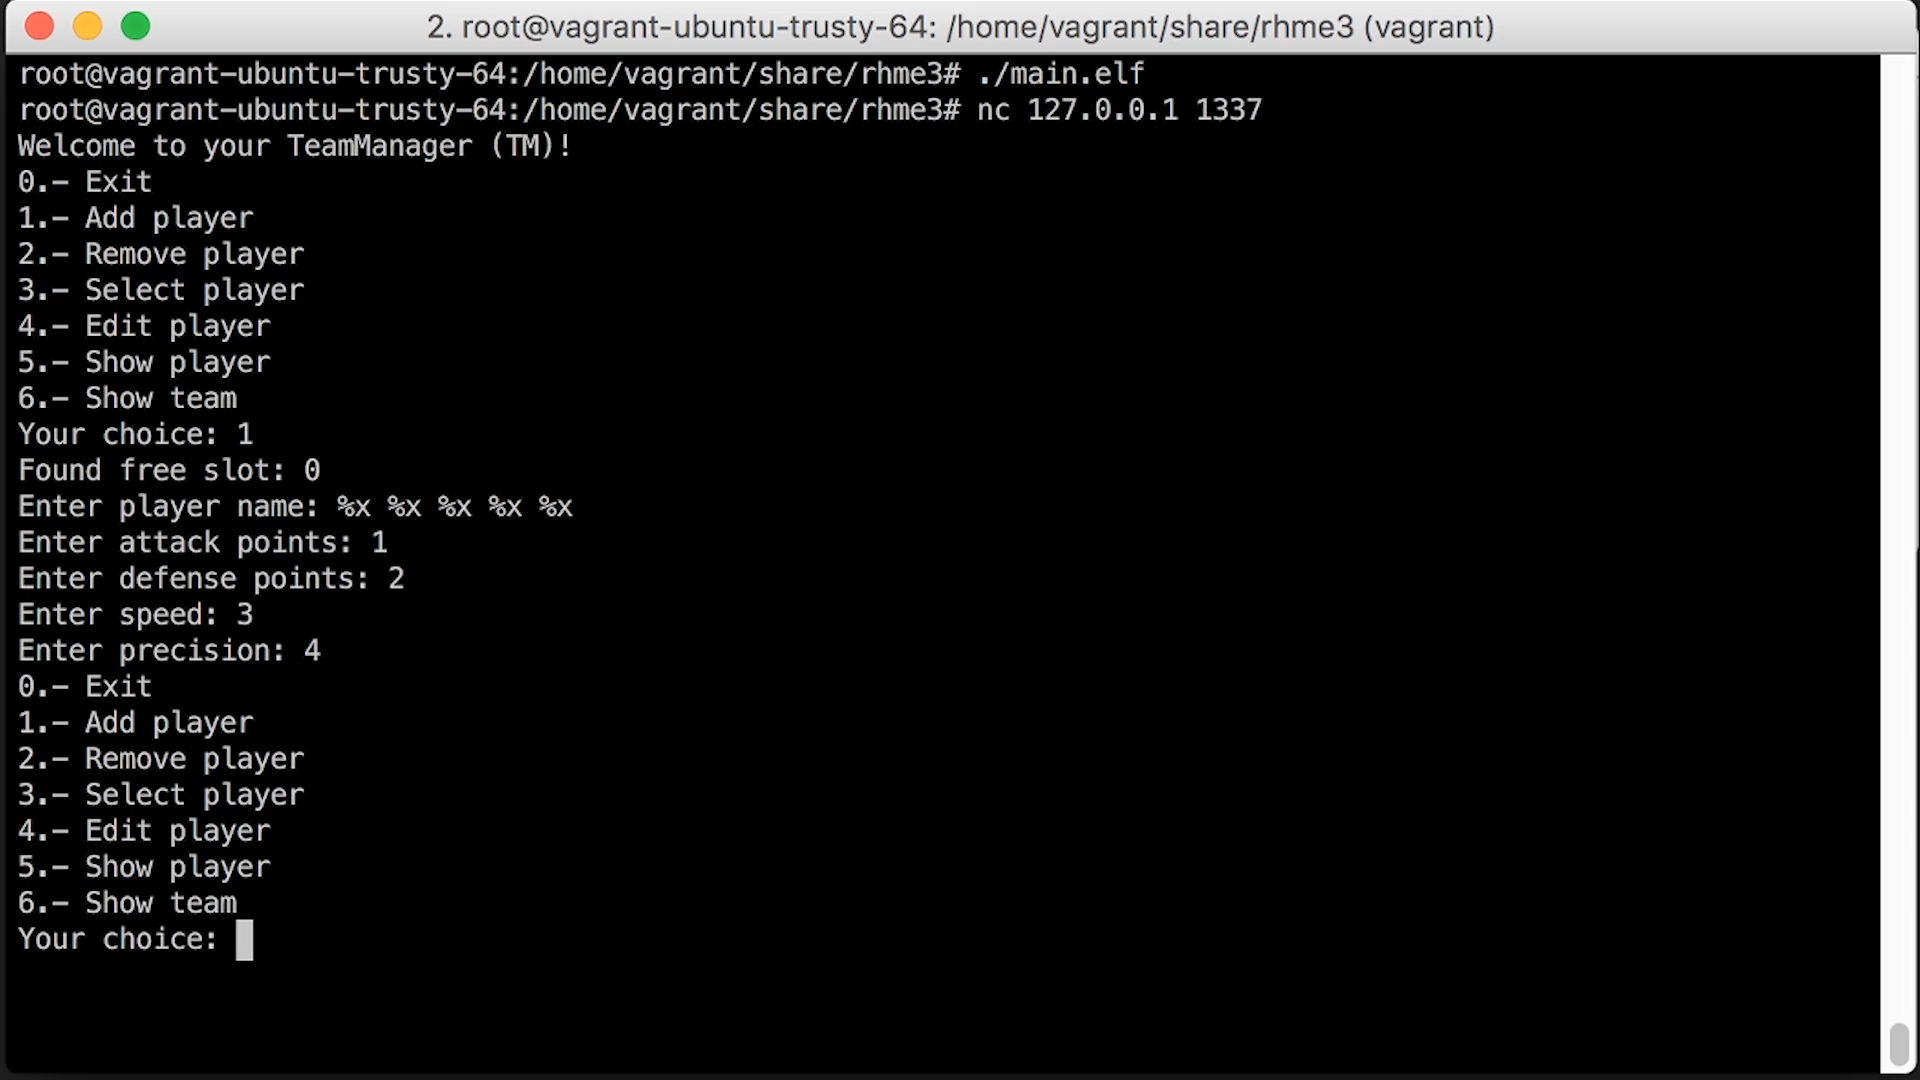 2. root@vagrant-ubuntu-trusty-64: /home/vagrant/share/rhme3 (vagrant)
root@vagrant-ubuntu-trusty-64:/home/vagrant/share/rhme3# ./main.elf
root@vagrant-ubuntu-trusty-64:/home/vagrant/share/rhme3# nc 127.0.0.1 1337
Welcome to your TeamManager (TM)!
0.- Exit
1.- Add player
2.- Remove player
3.- Select player
4.- Edit player
5.- Show player
6.- Show team
Your choice: 1
Found free slot: 0
Enter player name: %x %x %x %x %x
Enter attack points: 1
Enter defense points: 2
Enter speed: 3
Enter precision: 4
0.- Exit
1.- Add player
2.- Remove player
3.- Select player
4.- Edit player
5.- Show player
6.- Show team
Your choice: